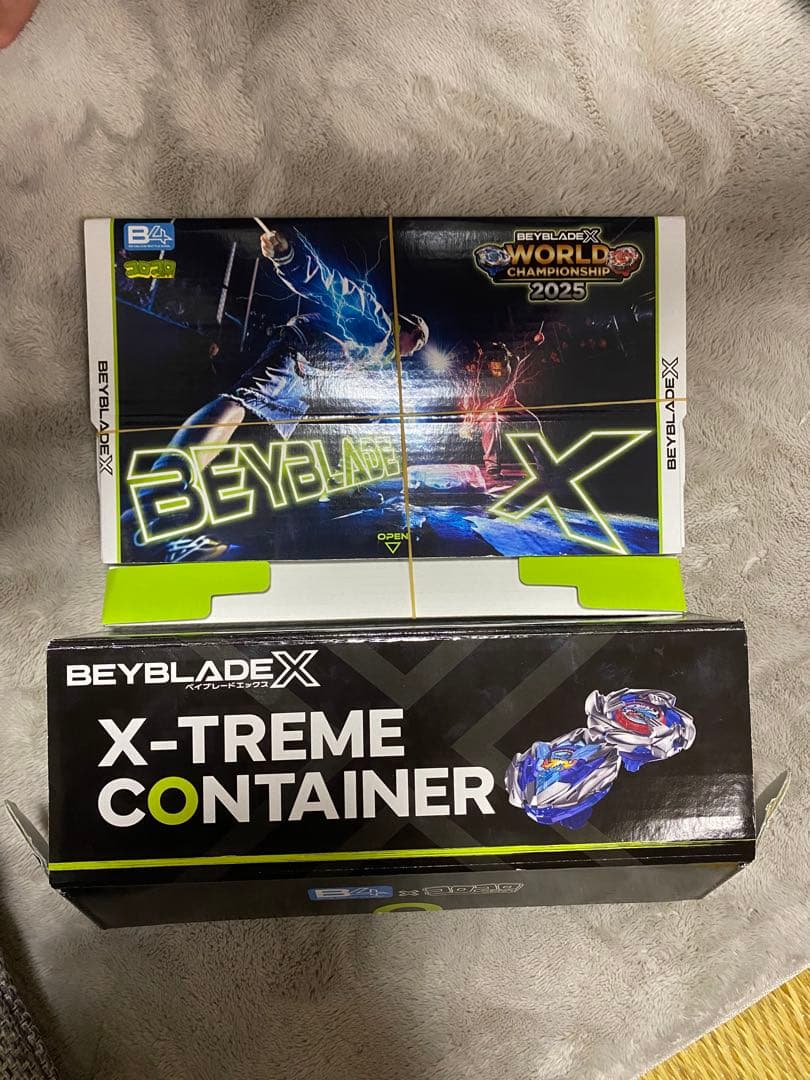 B4
コロコロ
BEYBLADE X
WORLD
CHAMPIONSHIP
2025
BEYBLADE X
BEYBLADE X
BEYBLADE X
OPEN
BEYBLADE X
ベイブレードエックス
X-TREME
CONTAINER
B4 × コロコロ